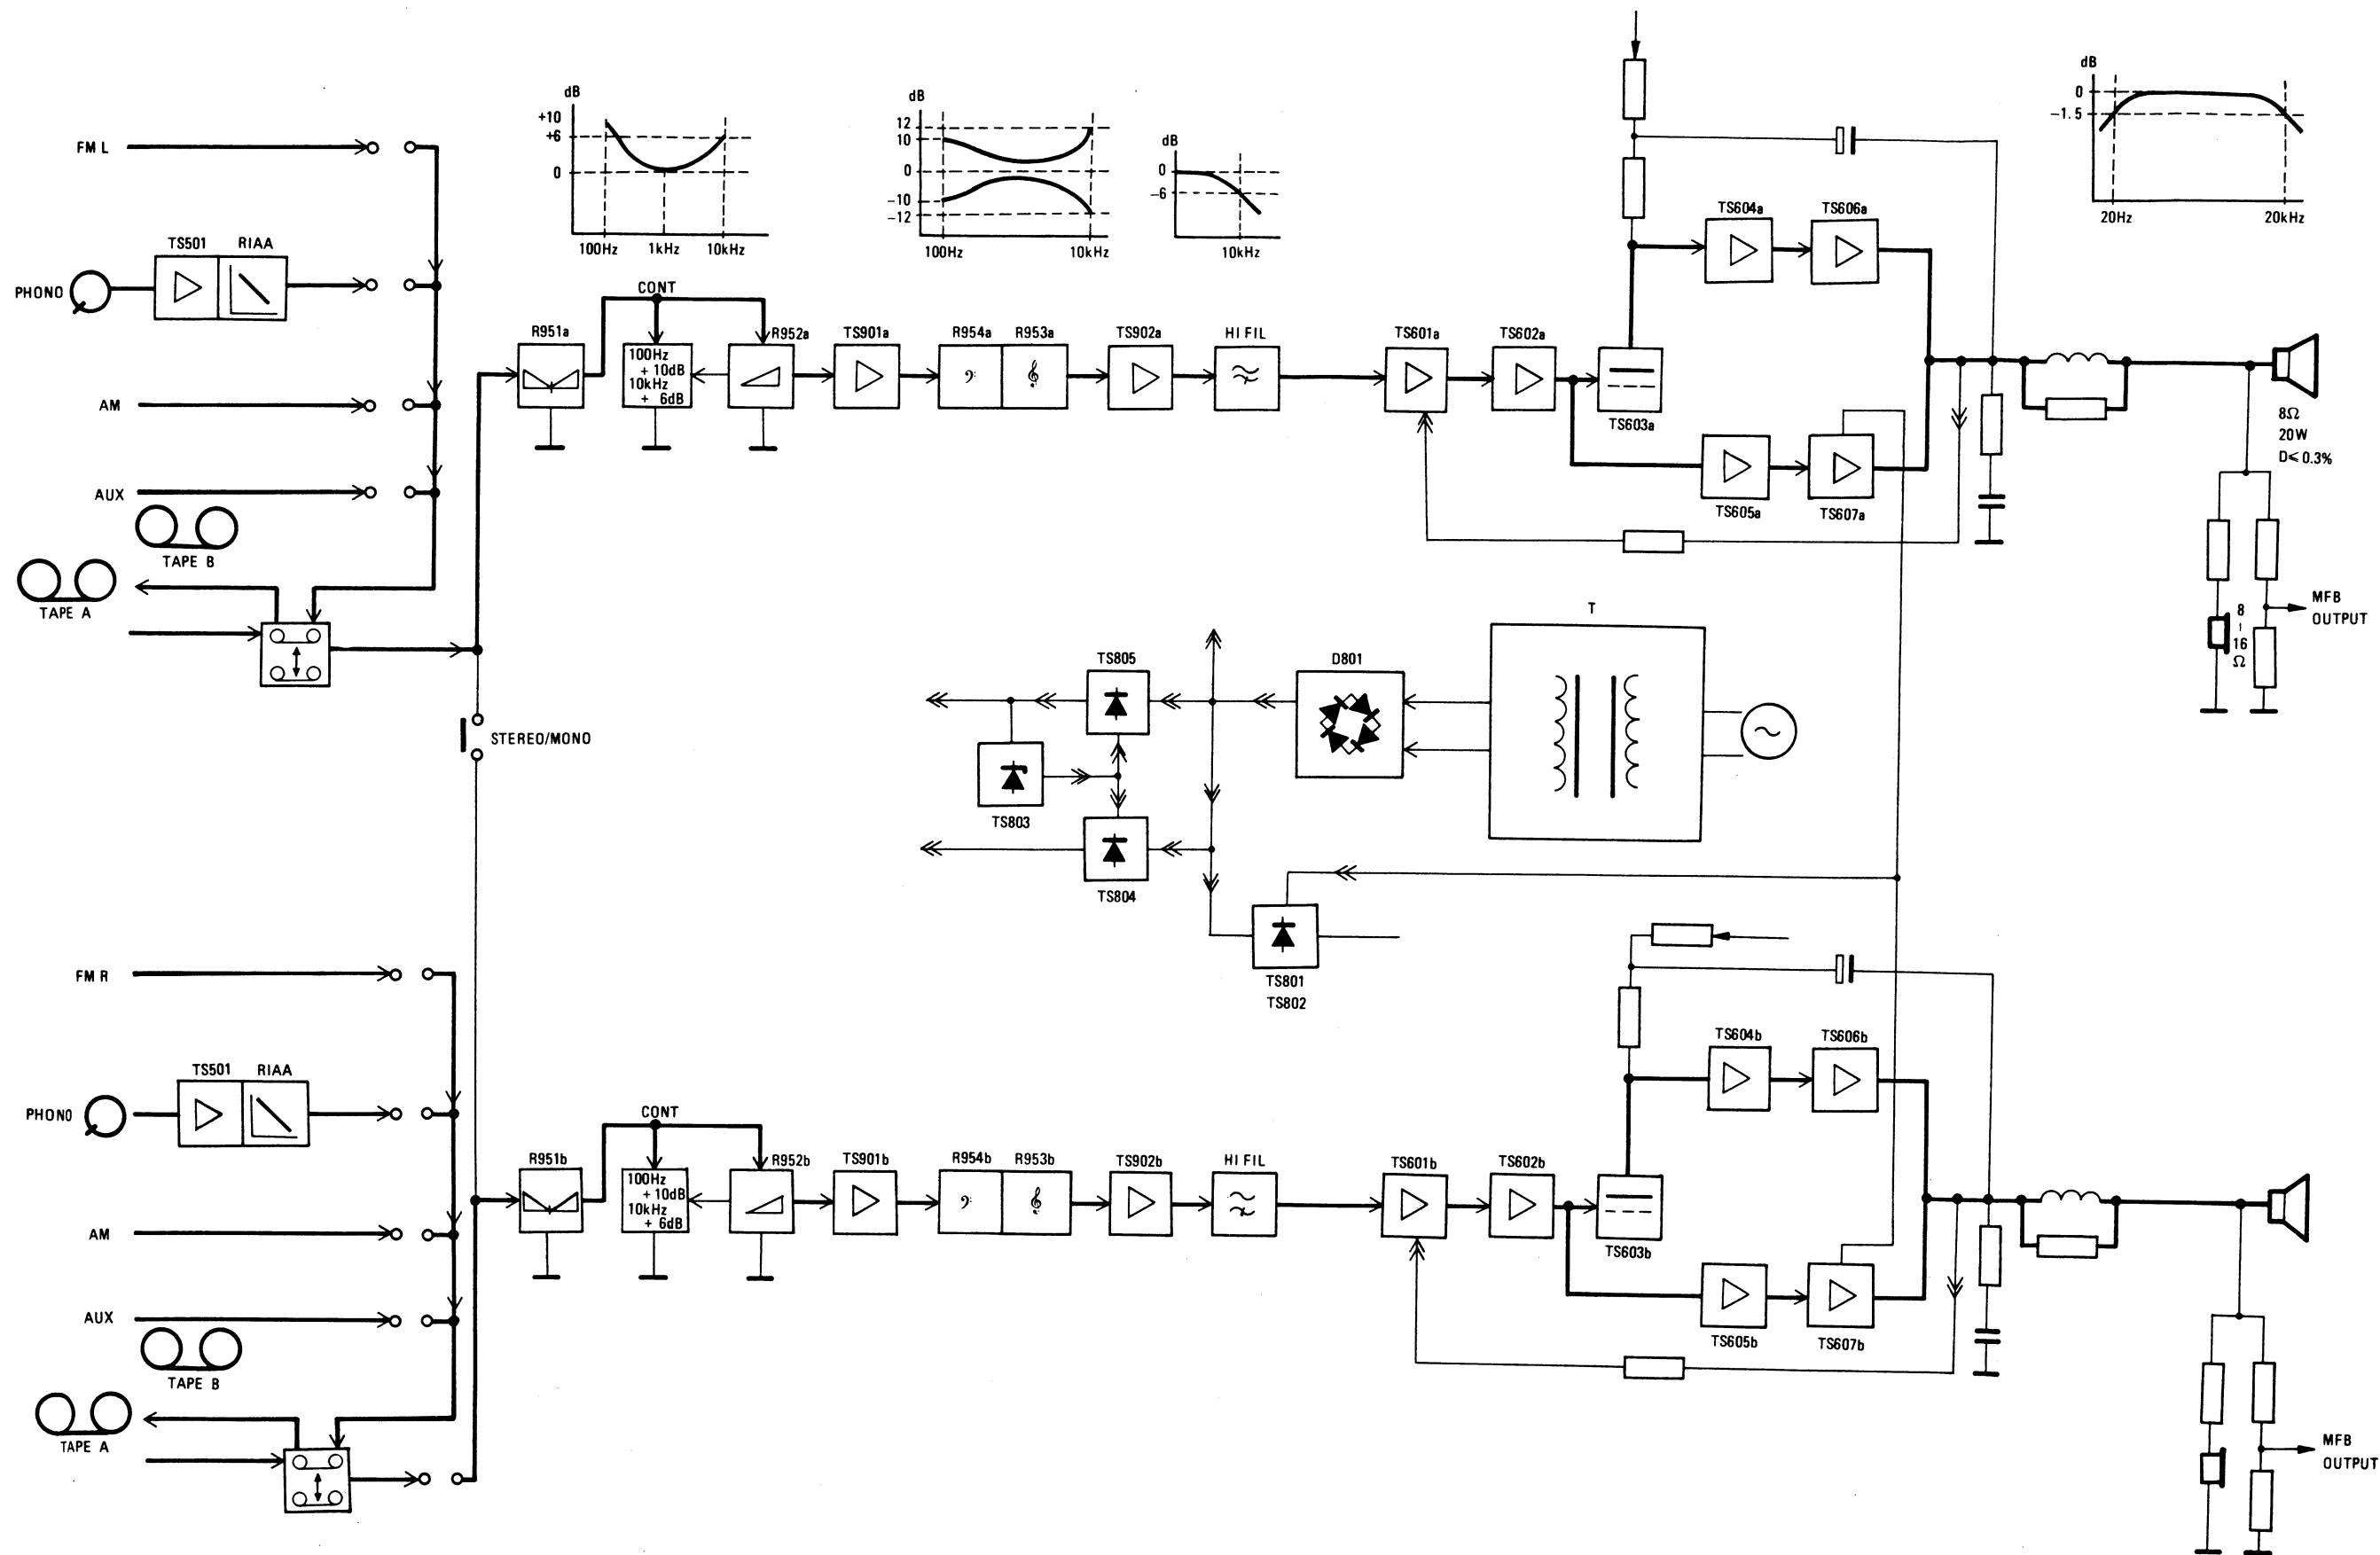 dB
+10
+6
0
100Hz
1kHz
10kHz
dB
12
10
0
−10
−12
100Hz
10kHz
dB
0
−6
10kHz
dB
0
−1.5
20Hz
20kHz
FM L
TS501
RIAA
PHONO
AM
AUX
TAPE B
TAPE A
STEREO/MONO
R951a
CONT
100Hz
+ 10dB
10kHz
+ 6dB
R952a
TS901a
R954a
R953a
TS902a
HI FIL
TS601a
TS602a
TS603a
TS604a
TS606a
TS605a
TS607a
8Ω
20W
D⩽0.3%
8
–
16
Ω
MFB
OUTPUT
TS805
D801
T
TS803
TS804
TS801
TS802
FM R
TS501
RIAA
PHONO
AM
AUX
TAPE B
TAPE A
R951b
CONT
100Hz
+ 10dB
10kHz
+ 6dB
R952b
TS901b
R954b
R953b
TS902b
HI FIL
TS601b
TS602b
TS603b
TS604b
TS606b
TS605b
TS607b
MFB
OUTPUT